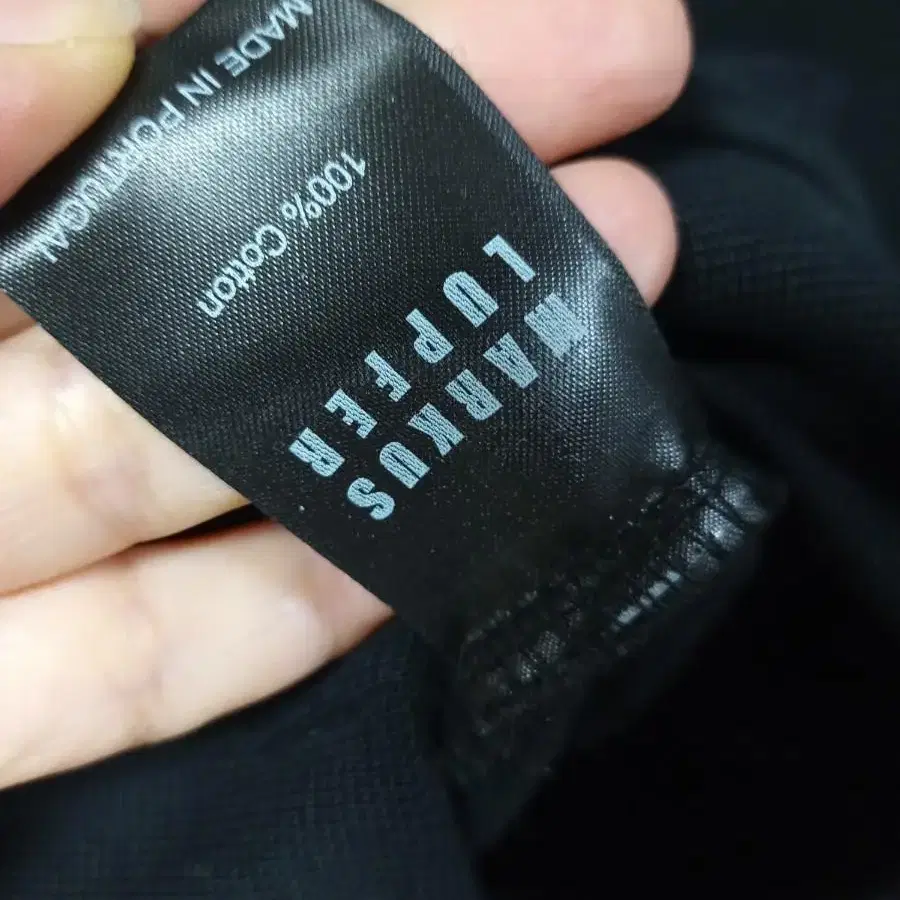 MARKUS
LUPFER
100% Cotton
MADE IN PORTUGAL